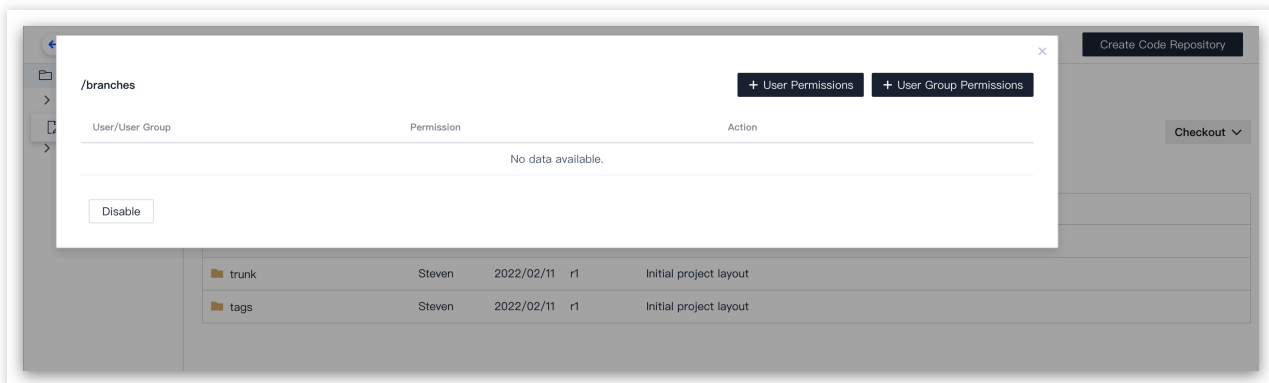 Create Code Repository
/branches
+ User Permissions
+ User Group Permissions
User/User Group Permission Action
Checkout
No data available.
Disable
trunk Steven 2022/02/11 r1 Initial project layout
tags Steven 2022/02/11 r1 Initial project layout